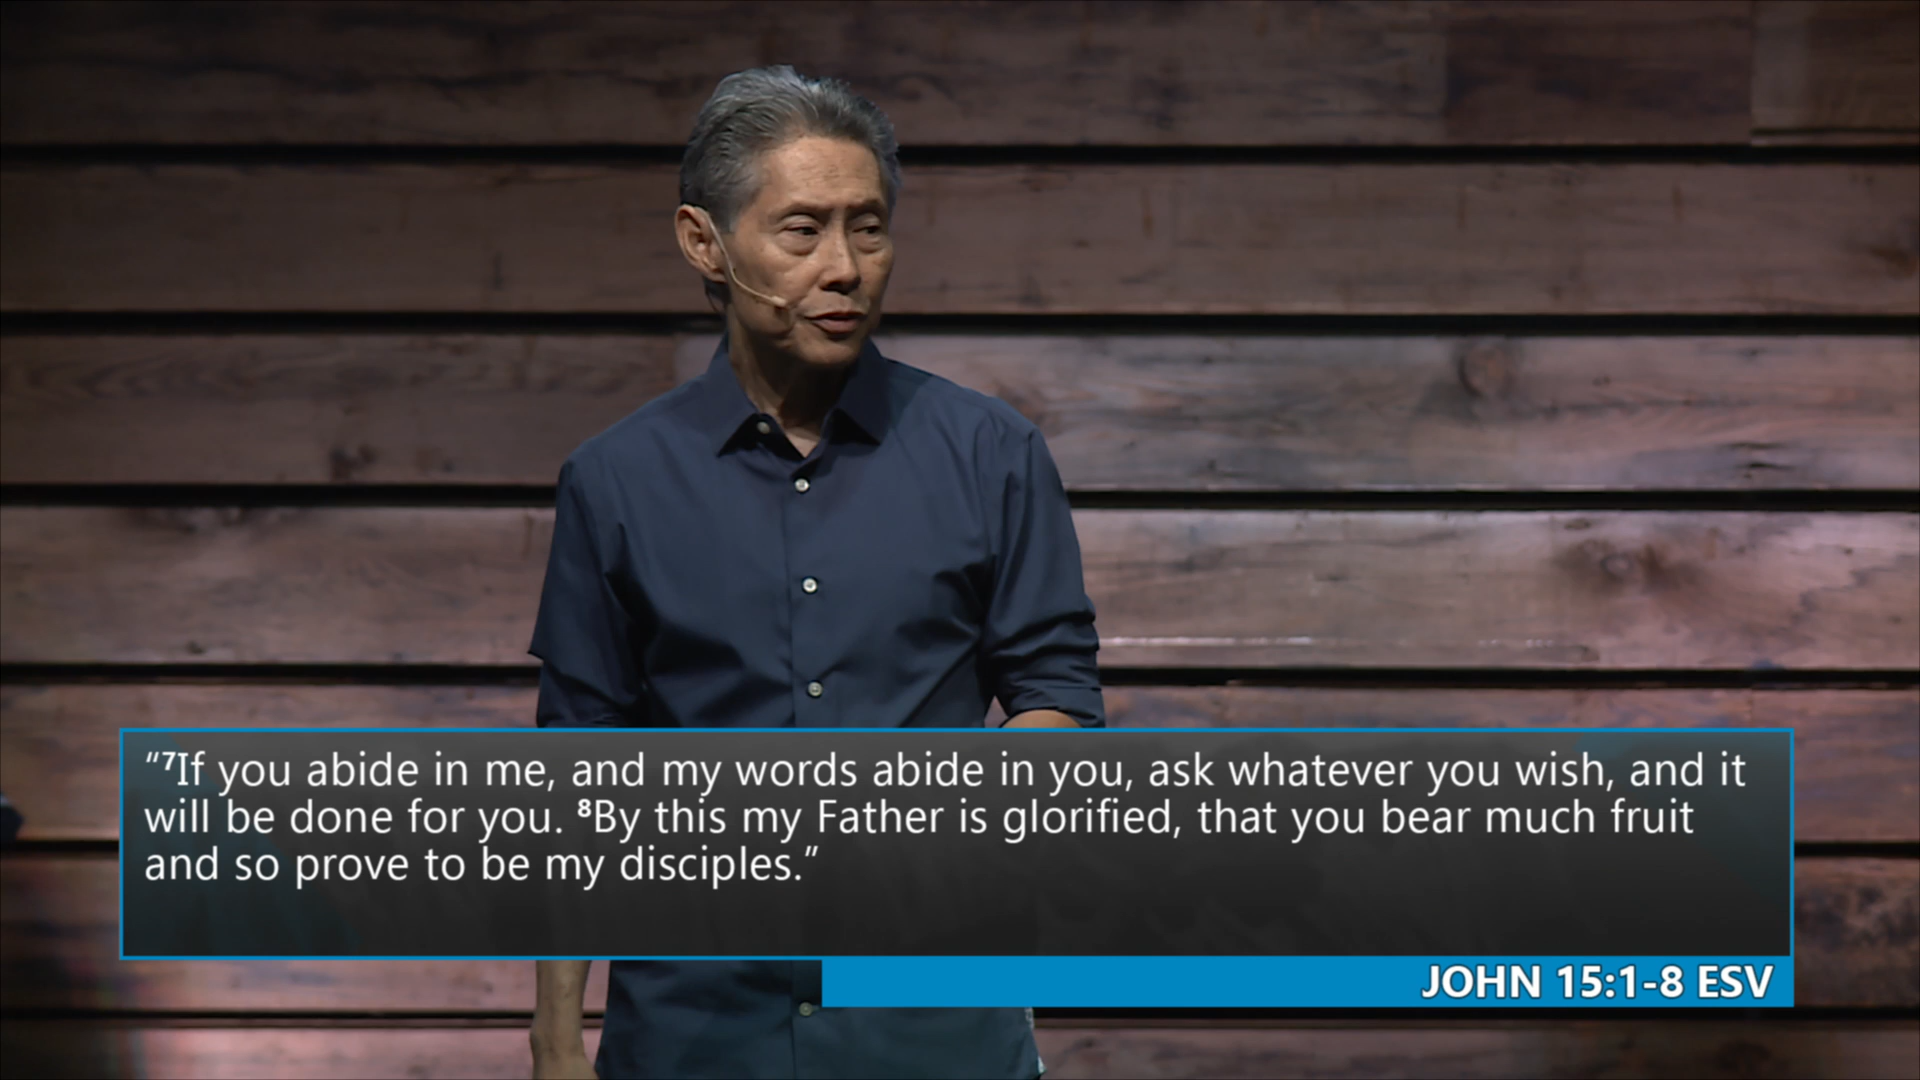 “⁷If you abide in me, and my words abide in you, ask whatever you wish, and it
will be done for you. ⁸By this my Father is glorified, that you bear much fruit
and so prove to be my disciples.”
JOHN 15:1-8 ESV